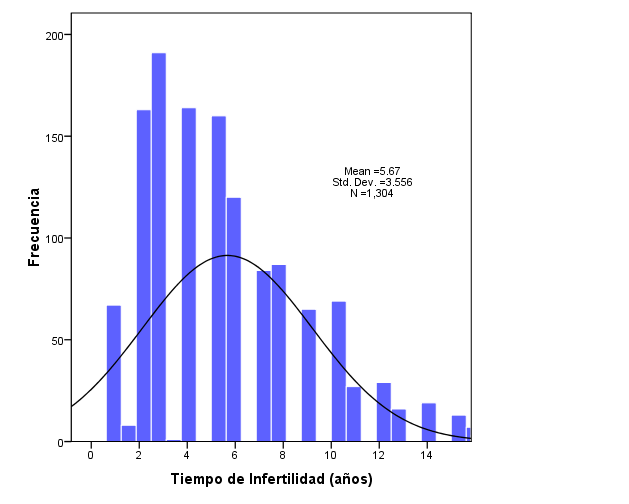 200
150
100
50
0
Frecuencia
Mean =5.67
Std. Dev. =3.556
N =1,304
0 2 4 6 8 10 12 14
Tiempo de Infertilidad (años)